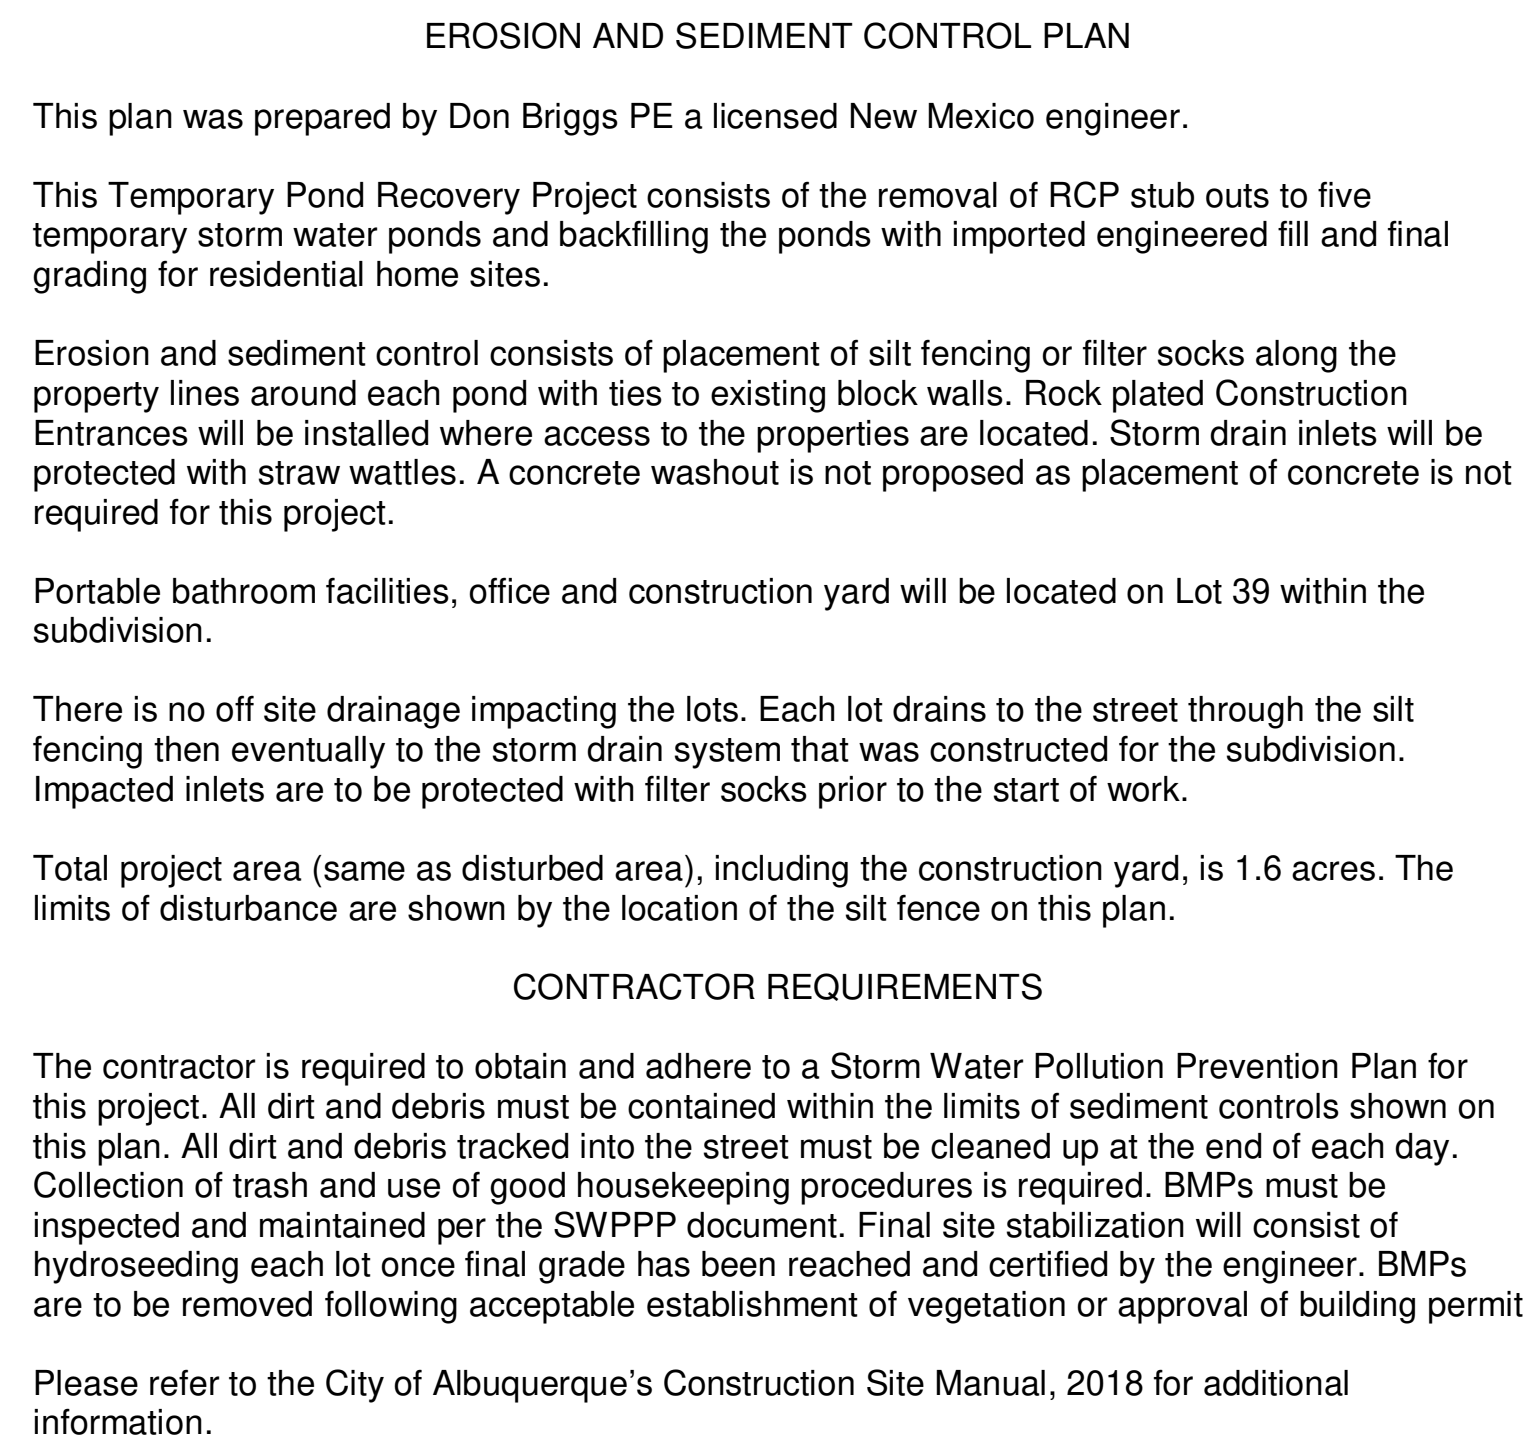 EROSION AND SEDIMENT CONTROL PLAN
This plan was prepared by Don Briggs PE a licensed New Mexico engineer.
This Temporary Pond Recovery Project consists of the removal of RCP stub outs to five
temporary storm water ponds and backfilling the ponds with imported engineered fill and final
grading for residential home sites.
Erosion and sediment control consists of placement of silt fencing or filter socks along the
property lines around each pond with ties to existing block walls. Rock plated Construction
Entrances will be installed where access to the properties are located. Storm drain inlets will be
protected with straw wattles. A concrete washout is not proposed as placement of concrete is not
required for this project.
Portable bathroom facilities, office and construction yard will be located on Lot 39 within the
subdivision.
There is no off site drainage impacting the lots. Each lot drains to the street through the silt
fencing then eventually to the storm drain system that was constructed for the subdivision.
Impacted inlets are to be protected with filter socks prior to the start of work.
Total project area (same as disturbed area), including the construction yard, is 1.6 acres. The
limits of disturbance are shown by the location of the silt fence on this plan.
CONTRACTOR REQUIREMENTS
The contractor is required to obtain and adhere to a Storm Water Pollution Prevention Plan for
this project. All dirt and debris must be contained within the limits of sediment controls shown on
this plan. All dirt and debris tracked into the street must be cleaned up at the end of each day.
Collection of trash and use of good housekeeping procedures is required. BMPs must be
inspected and maintained per the SWPPP document. Final site stabilization will consist of
hydroseeding each lot once final grade has been reached and certified by the engineer. BMPs
are to be removed following acceptable establishment of vegetation or approval of building permit
Please refer to the City of Albuquerque’s Construction Site Manual, 2018 for additional
information.